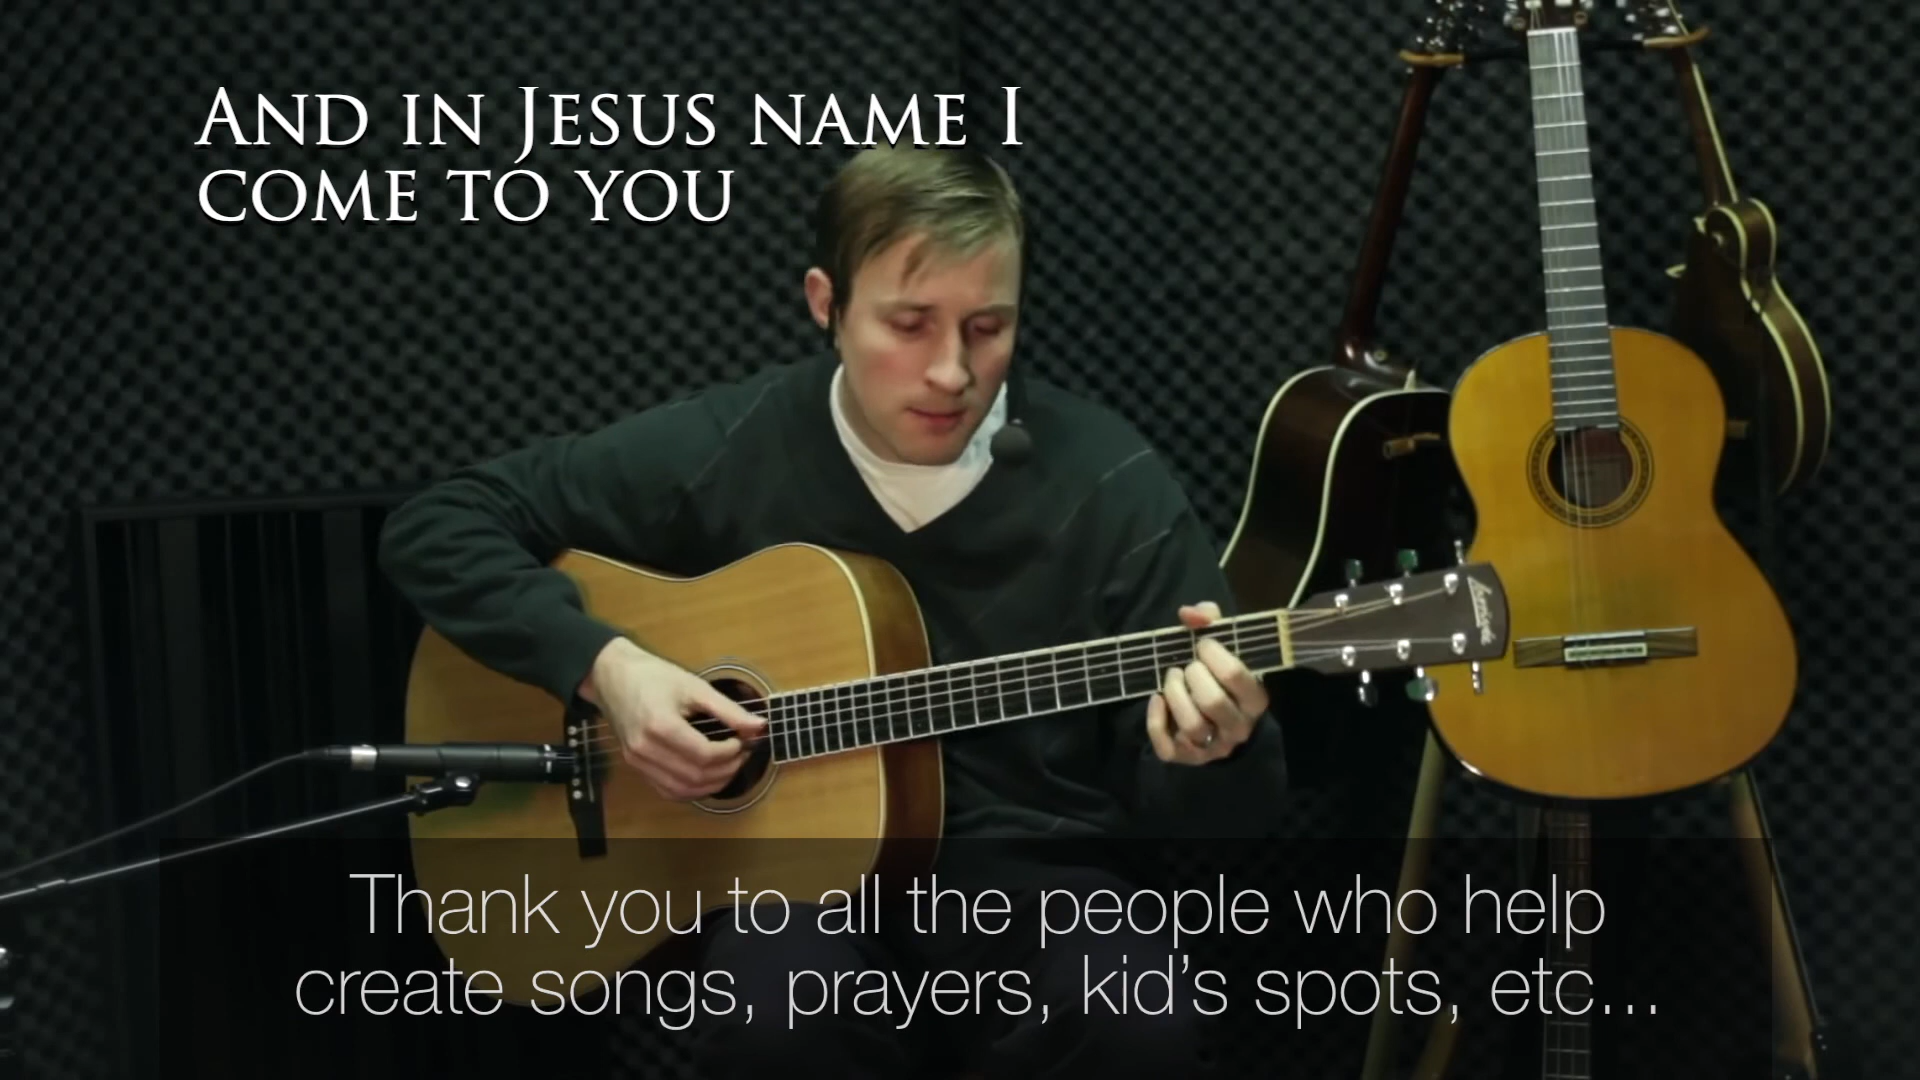 And in Jesus name I
come to you
Thank you to all the people who help
create songs, prayers, kid's spots, etc...